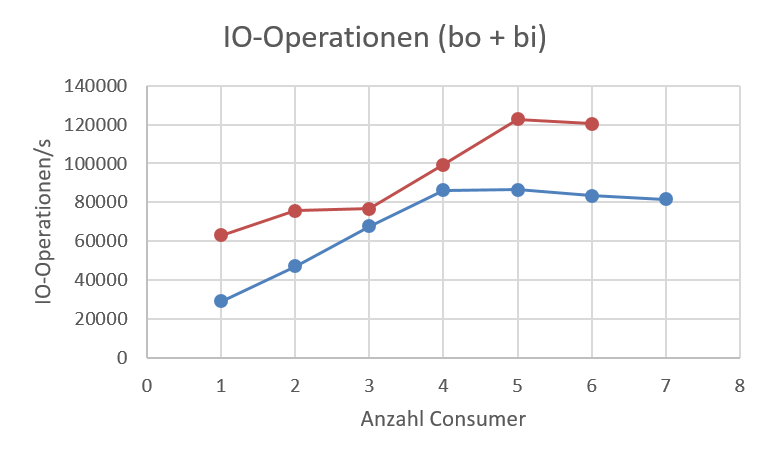 IO-Operationen (bo + bi)
IO-Operationen/s
140000
120000
100000
80000
60000
40000
20000
0
0 1 2 3 4 5 6 7 8
Anzahl Consumer